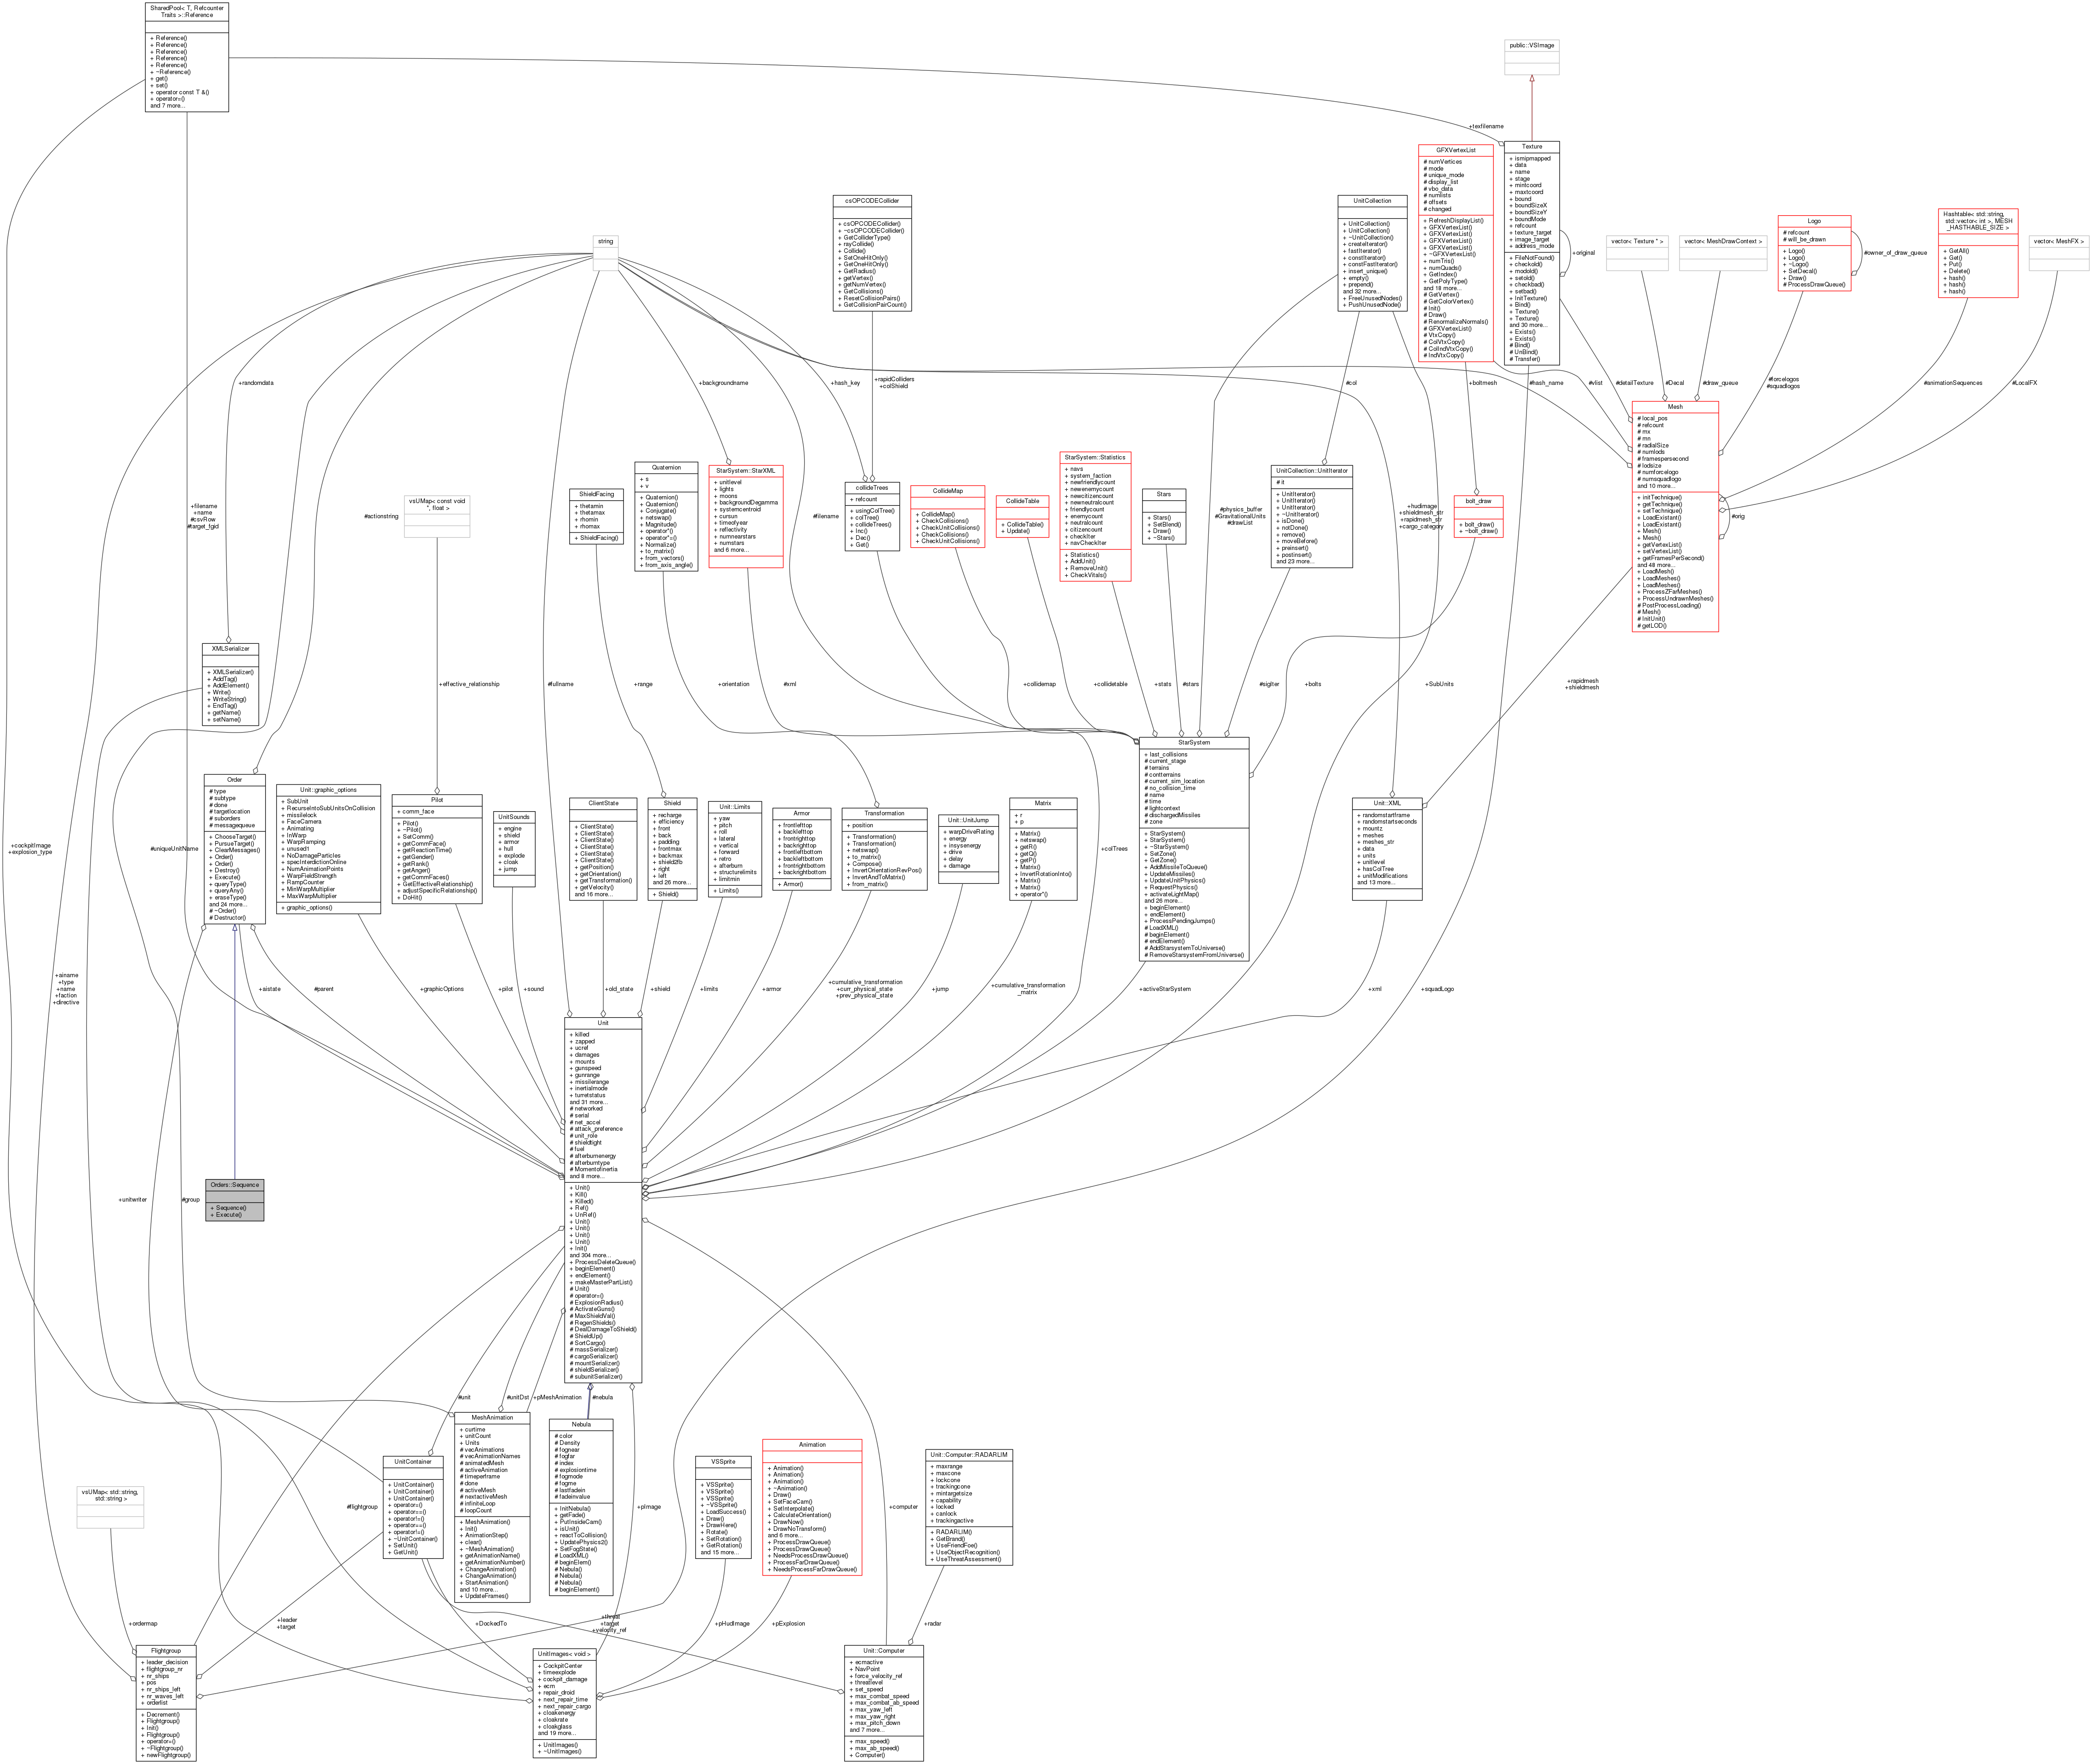 SharedPool< T, Refcounter
Traits >::Reference
+ Reference()
+ Reference()
+ Reference()
+ Reference()
+ Reference()
+ ~Reference()
+ get()
+ set()
+ operator const T &()
+ operator=()
and 7 more...
public::VSImage
+texfilename
Texture
+ ismipmapped
+ data
+ name
+ stage
+ mintcoord
+ maxtcoord
+ bound
+ boundSizeX
+ boundSizeY
+ boundMode
+ refcount
+ texture_target
+ image_target
+ address_mode
+ FileNotFound()
+ checkold()
+ modold()
+ setold()
+ checkbad()
+ setbad()
+ InitTexture()
+ Bind()
+ Texture()
+ Texture()
and 30 more...
+ Exists()
+ Exists()
# Bind()
# UnBind()
# Transfer()
+original
GFXVertexList
# numVertices
# mode
# unique_mode
# display_list
# vbo_data
# numlists
# offsets
# changed
+ RefreshDisplayList()
+ GFXVertexList()
+ GFXVertexList()
+ GFXVertexList()
+ GFXVertexList()
+ GFXVertexList()
+ ~GFXVertexList()
+ numTris()
+ numQuads()
+ GetIndex()
+ GetPolyType()
and 18 more...
# GetVertex()
# GetColorVertex()
# Init()
# Draw()
# RenormalizeNormals()
# GFXVertexList()
# VtxCopy()
# ColVtxCopy()
# ColIndVtxCopy()
# IndVtxCopy()
UnitCollection
+ UnitCollection()
+ UnitCollection()
+ ~UnitCollection()
+ createIterator()
+ fastIterator()
+ constIterator()
+ constFastIterator()
+ insert_unique()
+ empty()
+ prepend()
and 32 more...
+ FreeUnusedNodes()
+ PushUnusedNode()
csOPCODECollider
+ csOPCODECollider()
+ ~csOPCODECollider()
+ GetColliderType()
+ rayCollide()
+ Collide()
+ SetOneHitOnly()
+ GetOneHitOnly()
+ GetRadius()
+ getVertex()
+ getNumVertex()
+ GetCollisions()
+ ResetCollisionPairs()
+ GetCollisionPairCount()
string
vector< Texture * >
vector< MeshDrawContext >
Logo
# refcount
# will_be_drawn
+ Logo()
+ Logo()
+ ~Logo()
+ SetDecal()
+ Draw()
# ProcessDrawQueue()
#owner_of_draw_queue
Hashtable< std::string,
std::vector< int >, MESH
_HASTHABLE_SIZE >
+ GetAll()
+ Get()
+ Put()
+ Delete()
+ hash()
+ hash()
+ hash()
vector< MeshFX >
+randomdata
+backgroundname
+hash_key
+rapidColliders
+colShield
#col
+boltmesh
#hash_name
#vlist
#detailTexture
#Decal
#draw_queue
#forcelogos
#squadlogos
#animationSequences
#LocalFX
Mesh
# local_pos
# refcount
# mx
# mn
# radialSize
# numlods
# framespersecond
# lodsize
# numforcelogo
# numsquadlogo
and 10 more...
+ initTechnique()
+ getTechnique()
+ setTechnique()
+ LoadExistant()
+ LoadExistant()
+ Mesh()
+ Mesh()
+ getVertexList()
+ setVertexList()
+ getFramesPerSecond()
and 48 more...
+ LoadMesh()
+ LoadMeshes()
+ LoadMeshes()
+ ProcessZFarMeshes()
+ ProcessUndrawnMeshes()
# PostProcessLoading()
# Mesh()
# InitUnit()
# getLOD()
#orig
+filename
+name
#csvRow
#target_fgid
#actionstring
vsUMap< const void
*, float >
ShieldFacing
+ thetamin
+ thetamax
+ rhomin
+ rhomax
+ ShieldFacing()
Quaternion
+ s
+ v
+ Quaternion()
+ Quaternion()
+ Conjugate()
+ netswap()
+ Magnitude()
+ operator*()
+ operator*=()
+ Normalize()
+ to_matrix()
+ from_vectors()
+ from_axis_angle()
StarSystem::StarXML
+ unitlevel
+ lights
+ moons
+ backgroundDegamma
+ systemcentroid
+ cursun
+ timeofyear
+ reflectivity
+ numnearstars
+ numstars
and 6 more...
#filename
collideTrees
+ refcount
+ usingColTree()
+ colTree()
+ collideTrees()
+ Inc()
+ Dec()
+ Get()
CollideMap
+ CollideMap()
+ CheckCollisions()
+ CheckUnitCollisions()
+ CheckCollisions()
+ CheckUnitCollisions()
CollideTable
+ CollideTable()
+ Update()
StarSystem::Statistics
+ navs
+ system_faction
+ newfriendlycount
+ newenemycount
+ newcitizencount
+ newneutralcount
+ friendlycount
+ enemycount
+ neutralcount
+ citizencount
+ checkIter
+ navCheckIter
+ Statistics()
+ AddUnit()
+ RemoveUnit()
+ CheckVitals()
Stars
+ Stars()
+ SetBlend()
+ Draw()
+ ~Stars()
#physics_buffer
#GravitationalUnits
#drawList
UnitCollection::UnitIterator
# it
+ UnitIterator()
+ UnitIterator()
+ UnitIterator()
+ ~UnitIterator()
+ isDone()
+ notDone()
+ remove()
+ moveBefore()
+ preinsert()
+ postinsert()
and 23 more...
+hudImage
+shieldmesh_str
+rapidmesh_str
+cargo_category
bolt_draw
+ bolt_draw()
+ ~bolt_draw()
XMLSerializer
+ XMLSerializer()
+ AddTag()
+ AddElement()
+ Write()
+ WriteString()
+ EndTag()
+ getName()
+ setName()
+effective_relationship
#fullname
+range
+orientation
#xml
+collidemap
+collidetable
+stats
#stars
#sigIter
+bolts
+SubUnits
+rapidmesh
+shieldmesh
StarSystem
+ last_collisions
# current_stage
# terrains
# contterrains
# current_sim_location
# no_collision_time
# name
# time
# lightcontext
# dischargedMissiles
# zone
+ StarSystem()
+ StarSystem()
+ ~StarSystem()
+ SetZone()
+ GetZone()
+ AddMissileToQueue()
+ UpdateMissiles()
+ UpdateUnitPhysics()
+ RequestPhysics()
+ activateLightMap()
and 26 more...
+ beginElement()
+ endElement()
+ ProcessPendingJumps()
# LoadXML()
# beginElement()
# endElement()
# AddStarsystemToUniverse()
# RemoveStarsystemFromUniverse()
+cockpitImage
+explosion_type
#uniqueUnitName
Order
# type
# subtype
# done
# targetlocation
# suborders
# messagequeue
+ ChooseTarget()
+ PursueTarget()
+ ClearMessages()
+ Order()
+ Order()
+ Destroy()
+ Execute()
+ queryType()
+ queryAny()
+ eraseType()
and 24 more...
# ~Order()
# Destructor()
Unit::graphic_options
+ SubUnit
+ RecurseIntoSubUnitsOnCollision
+ missilelock
+ FaceCamera
+ Animating
+ InWarp
+ WarpRamping
+ unused1
+ NoDamageParticles
+ specInterdictionOnline
+ NumAnimationPoints
+ WarpFieldStrength
+ RampCounter
+ MinWarpMultiplier
+ MaxWarpMultiplier
+ graphic_options()
Pilot
+ comm_face
+ Pilot()
+ ~Pilot()
+ SetComm()
+ getCommFace()
+ getReactionTime()
+ getGender()
+ getRank()
+ getAnger()
+ getCommFaces()
+ GetEffectiveRelationship()
+ adjustSpecificRelationship()
+ DoHit()
UnitSounds
+ engine
+ shield
+ armor
+ hull
+ explode
+ cloak
+ jump
ClientState
+ ClientState()
+ ClientState()
+ ClientState()
+ ClientState()
+ ClientState()
+ ClientState()
+ getPosition()
+ getOrientation()
+ getTransformation()
+ getVelocity()
and 16 more...
Shield
+ recharge
+ efficiency
+ front
+ back
+ padding
+ frontmax
+ backmax
+ shield2fb
+ right
+ left
and 26 more...
+ Shield()
Unit::Limits
+ yaw
+ pitch
+ roll
+ lateral
+ vertical
+ forward
+ retro
+ afterburn
+ structurelimits
+ limitmin
+ Limits()
Armor
+ frontlefttop
+ backlefttop
+ frontrighttop
+ backrighttop
+ frontleftbottom
+ backleftbottom
+ frontrightbottom
+ backrightbottom
+ Armor()
Transformation
+ position
+ Transformation()
+ Transformation()
+ netswap()
+ to_matrix()
+ Compose()
+ InvertOrientationRevPos()
+ InvertAndToMatrix()
+ from_matrix()
Unit::UnitJump
+ warpDriveRating
+ energy
+ insysenergy
+ drive
+ delay
+ damage
Matrix
+ r
+ p
+ Matrix()
+ netswap()
+ getR()
+ getQ()
+ getP()
+ Matrix()
+ InvertRotationInto()
+ Matrix()
+ Matrix()
+ operator*()
+colTrees
Unit::XML
+ randomstartframe
+ randomstartseconds
+ mountz
+ meshes
+ meshes_str
+ data
+ units
+ unitlevel
+ hasColTree
+ unitModifications
and 13 more...
+ainame
+type
+name
+faction
+directive
+aistate
#parent
+graphicOptions
+pilot
+sound
+old_state
+shield
+limits
+armor
+cumulative_transformation
+curr_physical_state
+prev_physical_state
+jump
+cumulative_transformation
_matrix
+activeStarSystem
+xml
+squadLogo
Unit
+ killed
+ zapped
+ ucref
+ damages
+ mounts
+ gunspeed
+ gunrange
+ missilerange
+ inertialmode
+ turretstatus
and 31 more...
# networked
# serial
# net_accel
# attack_preference
# unit_role
# shieldtight
# fuel
# afterburnenergy
# afterburntype
# Momentofinertia
and 8 more...
+ Unit()
+ Kill()
+ Killed()
+ Ref()
+ UnRef()
+ Unit()
+ Unit()
+ Unit()
+ Unit()
+ Init()
and 304 more...
+ ProcessDeleteQueue()
+ beginElement()
+ endElement()
+ makeMasterPartList()
# Unit()
# operator=()
# ExplosionRadius()
# ActivateGuns()
# MaxShieldVal()
# RegenShields()
# DealDamageToShield()
# ShieldUp()
# SortCargo()
# massSerializer()
# cargoSerializer()
# mountSerializer()
# shieldSerializer()
# subunitSerializer()
Orders::Sequence
+ Sequence()
+ Execute()
+unitwriter
#group
#unit
#unitDst
+pMeshAnimation
#nebula
MeshAnimation
+ curtime
+ unitCount
+ Units
# vecAnimations
# vecAnimationNames
# animatedMesh
# activeAnimation
# timeperframe
# done
# activeMesh
# nextactiveMesh
# infiniteLoop
# loopCount
+ MeshAnimation()
+ Init()
+ AnimationStep()
+ clear()
+ ~MeshAnimation()
+ getAnimationName()
+ getAnimationNumber()
+ ChangeAnimation()
+ ChangeAnimation()
+ StartAnimation()
and 10 more...
+ UpdateFrames()
Nebula
# color
# Density
# fognear
# fogfar
# index
# explosiontime
# fogmode
# fogme
# lastfadein
# fadeinvalue
+ InitNebula()
+ getFade()
+ PutInsideCam()
+ isUnit()
+ reactToCollision()
+ UpdatePhysics2()
+ SetFogState()
# LoadXML()
# beginElem()
# Nebula()
# Nebula()
# Nebula()
# beginElement()
UnitContainer
+ UnitContainer()
+ UnitContainer()
+ UnitContainer()
+ operator=()
+ operator==()
+ operator!=()
+ operator==()
+ operator!=()
+ ~UnitContainer()
+ SetUnit()
+ GetUnit()
vsUMap< std::string,
std::string >
#flightgroup
+pImage
+computer
VSSprite
+ VSSprite()
+ VSSprite()
+ VSSprite()
+ ~VSSprite()
+ LoadSuccess()
+ Draw()
+ DrawHere()
+ Rotate()
+ SetRotation()
+ GetRotation()
and 15 more...
Animation
+ Animation()
+ Animation()
+ Animation()
+ ~Animation()
+ Draw()
+ SetFaceCam()
+ SetInterpolate()
+ CalculateOrientation()
+ DrawNow()
+ DrawNoTransform()
and 6 more...
+ ProcessDrawQueue()
+ ProcessDrawQueue()
+ NeedsProcessDrawQueue()
+ ProcessFarDrawQueue()
+ NeedsProcessFarDrawQueue()
Unit::Computer::RADARLIM
+ maxrange
+ maxcone
+ lockcone
+ trackingcone
+ mintargetsize
+ capability
+ locked
+ canlock
+ trackingactive
+ RADARLIM()
+ GetBrand()
+ UseFriendFoe()
+ UseObjectRecognition()
+ UseThreatAssessment()
+ordermap
+leader
+target
+DockedTo
+threat
+target
+velocity_ref
+pHudImage
+pExplosion
+radar
Flightgroup
+ leader_decision
+ flightgroup_nr
+ nr_ships
+ pos
+ nr_ships_left
+ nr_waves_left
+ orderlist
+ Decrement()
+ Flightgroup()
+ Init()
+ Flightgroup()
+ operator=()
+ ~Flightgroup()
+ newFlightgroup()
UnitImages< void >
+ CockpitCenter
+ timeexplode
+ cockpit_damage
+ ecm
+ repair_droid
+ next_repair_time
+ next_repair_cargo
+ cloakenergy
+ cloakrate
+ cloakglass
and 19 more...
+ UnitImages()
+ ~UnitImages()
Unit::Computer
+ ecmactive
+ NavPoint
+ force_velocity_ref
+ threatlevel
+ set_speed
+ max_combat_speed
+ max_combat_ab_speed
+ max_yaw_left
+ max_yaw_right
+ max_pitch_down
and 7 more...
+ max_speed()
+ max_ab_speed()
+ Computer()